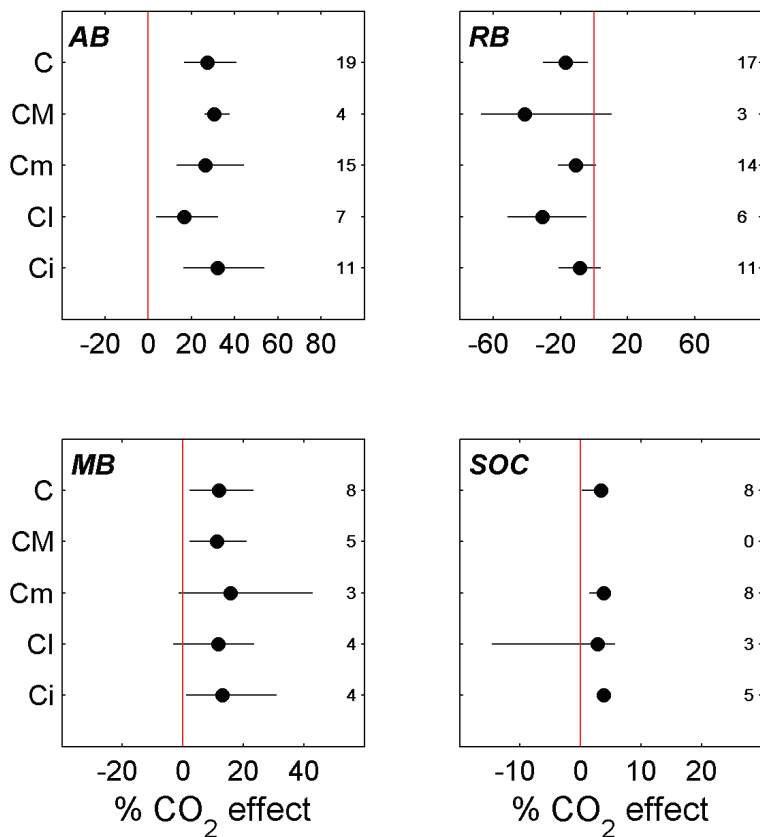 AB
C 19
CM 4
Cm 15
Cl 7
Ci 11
-20 0 20 40 60 80
RB
17
3
14
6
11
-60 -20 20 60
MB
C 8
CM 5
Cm 3
Cl 4
Ci 4
-20 0 20 40
% CO₂ effect
SOC
8
0
8
3
5
-10 0 10 20
% CO₂ effect